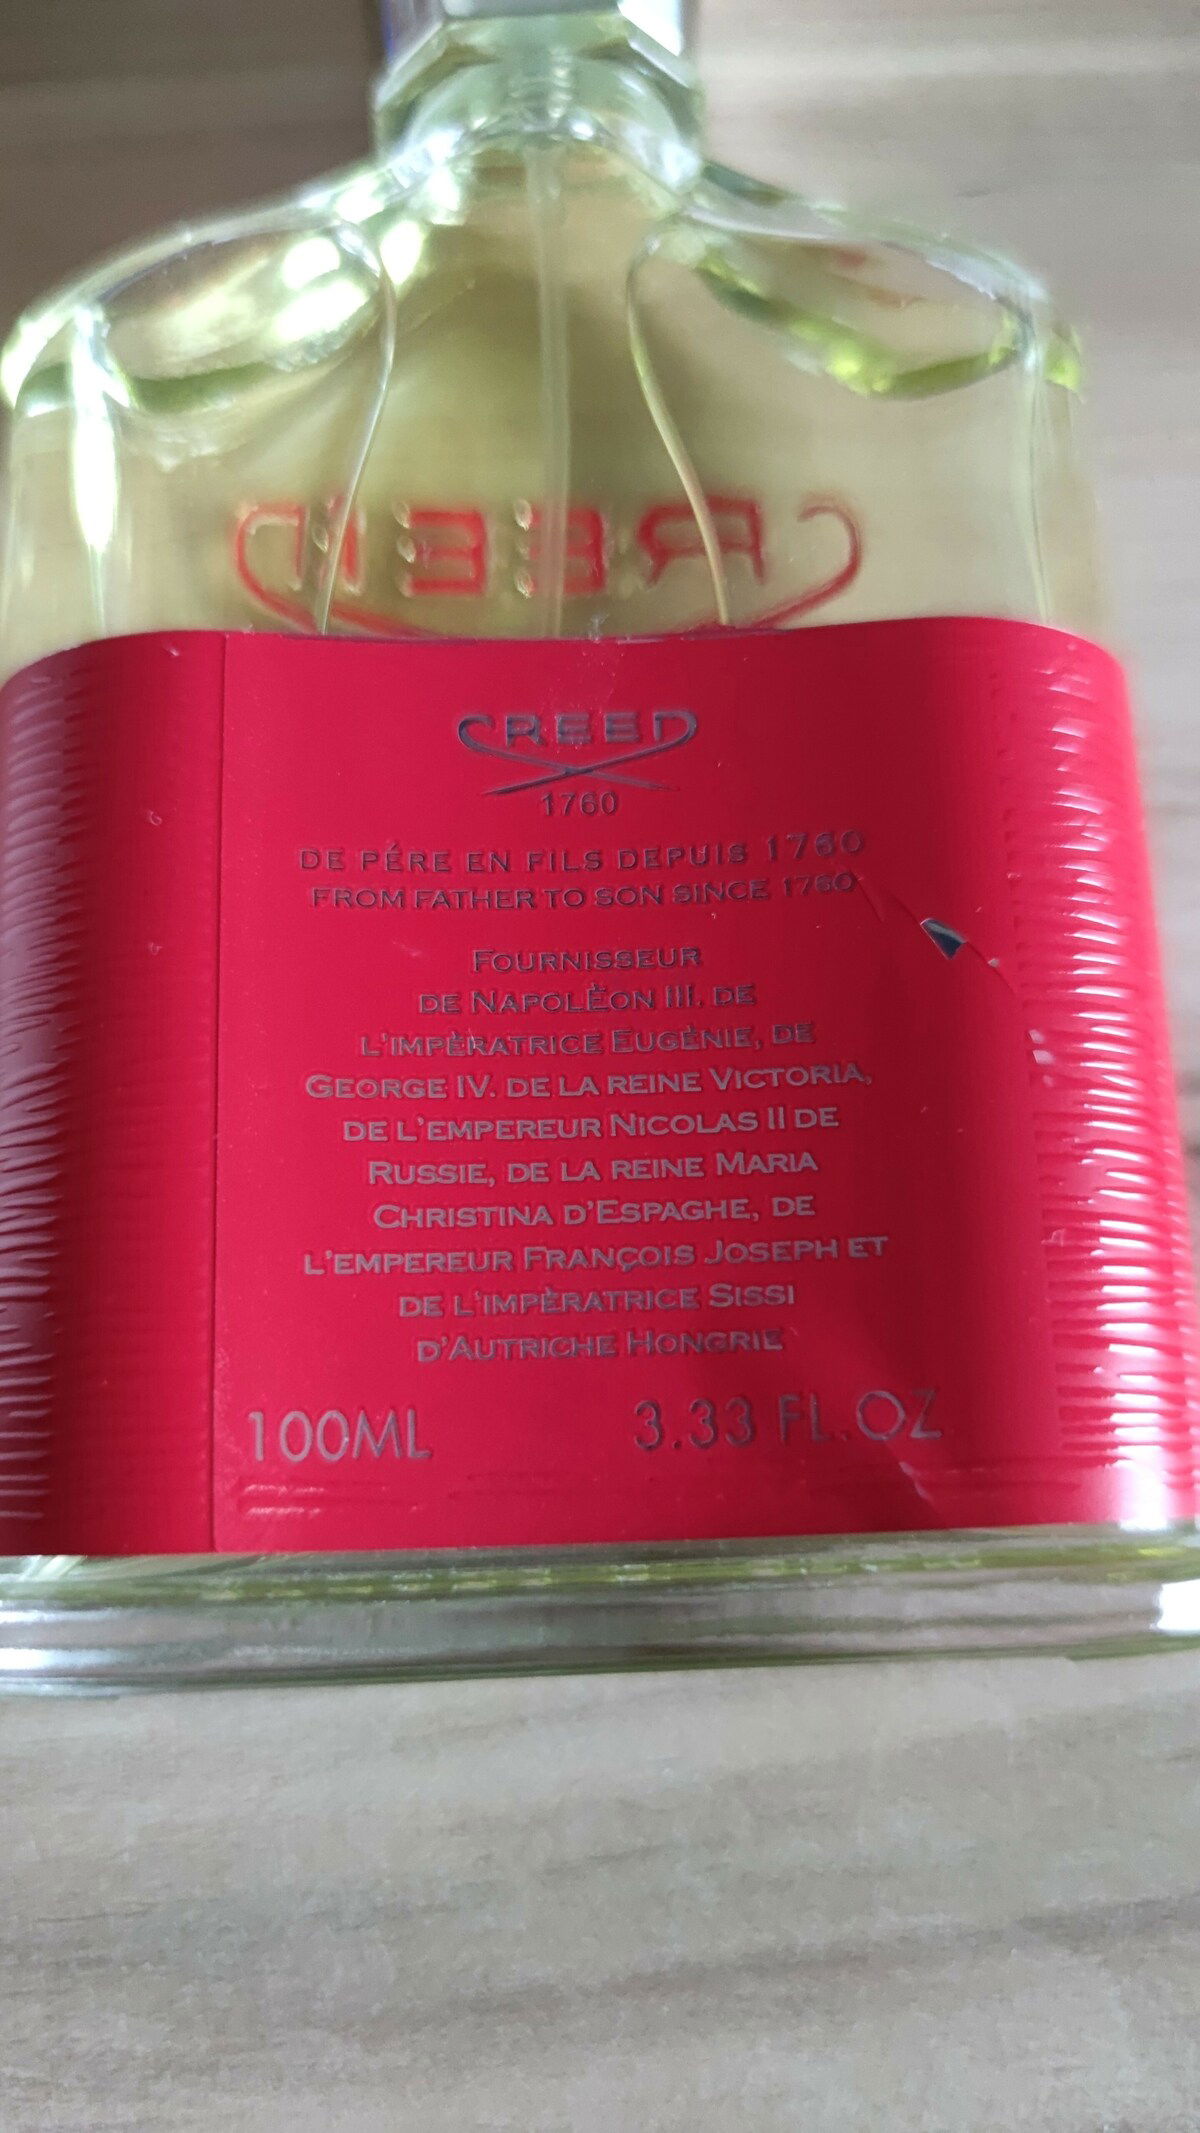 CREED
CREED
1760
DE PÉRE EN FILS DEPUIS 1760
FROM FATHER TO SON SINCE 1760
FOURNISSEUR
DE NAPOLÈON III. DE
L'IMPÈRATRICE EUGÈNIE, DE
GEORGE IV. DE LA REINE VICTORIA,
DE L'EMPEREUR NICOLAS II DE
RUSSIE, DE LA REINE MARIA
CHRISTINA D'ESPAGHE, DE
L'EMPEREUR FRANÇOIS JOSEPH ET
DE L'IMPÈRATRICE SISSI
D'AUTRICHE HONGRIE
100ML 3.33 FL.OZ